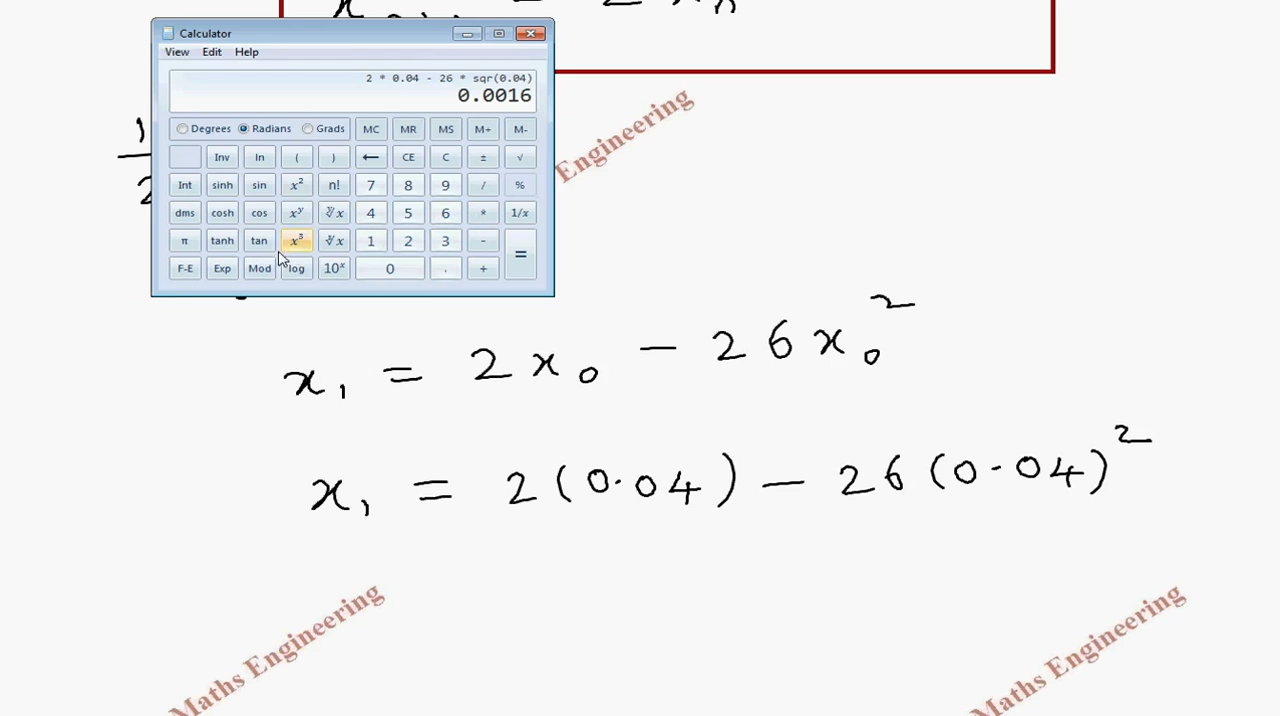 Calculator
View Edit Help
2 * 0.04 - 26 * sqr(0.04)
0.0016
Degrees Radians Grads MC MR MS M+ M-
Inv ln ( ) ← CE C ± √
Int sinh sin x² n! 7 8 9 / %
dms cosh cos xʸ ʸ√x 4 5 6 * 1/x
π tanh tan x³ ³√x 1 2 3 - =
F-E Exp Mod log 10ˣ 0 . +
Engineering
x₁ = 2x₀ - 26x₀²
x₁ = 2(0.04) - 26(0.04)²
Maths Engineering
Maths Engineering